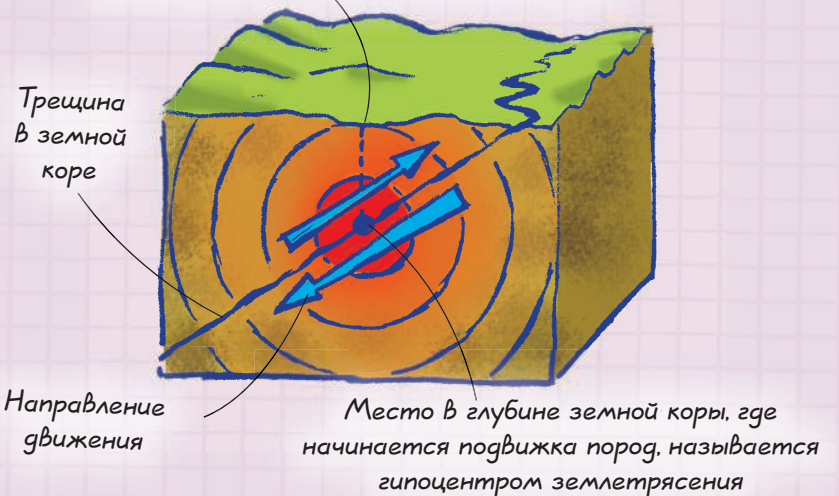 Трещина
в земной
коре
Направление
движения
Место в глубине земной коры, где
начинается подвижка пород, называется
гипоцентром землетрясения